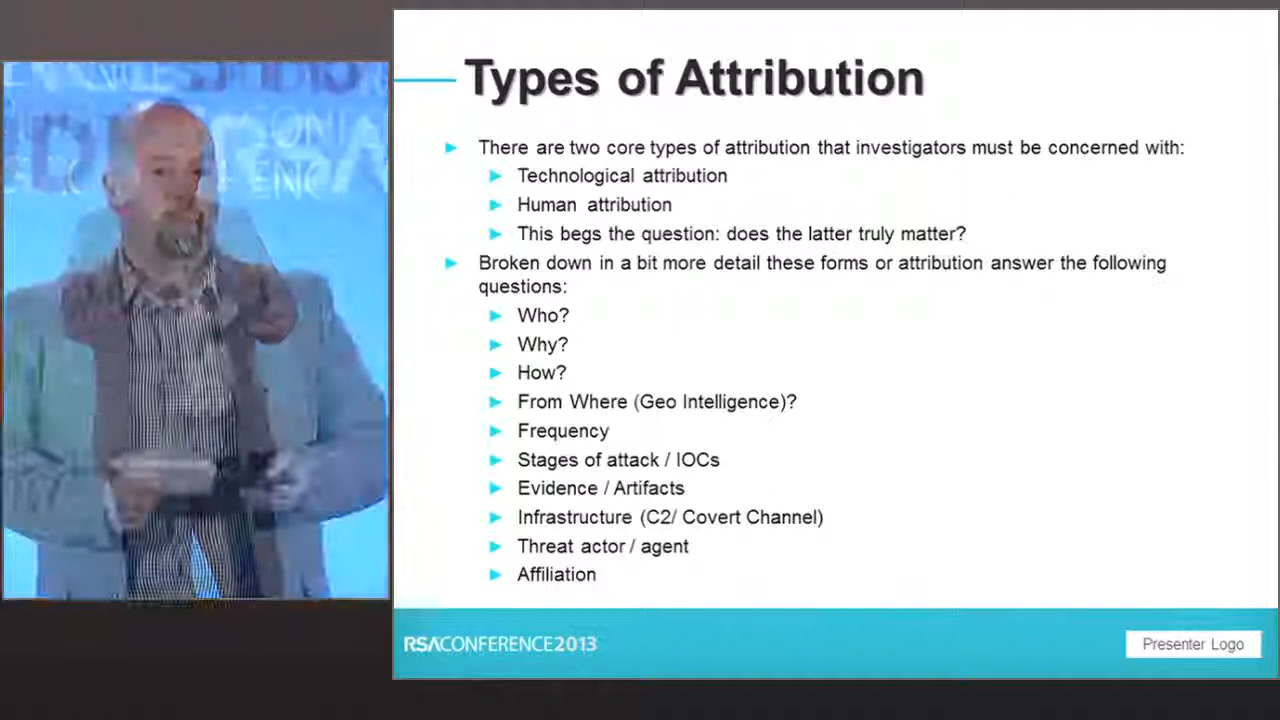 Types of Attribution
There are two core types of attribution that investigators must be concerned with:
Technological attribution
Human attribution
This begs the question: does the latter truly matter?
Broken down in a bit more detail these forms or attribution answer the following
questions:
Who?
Why?
How?
From Where (Geo Intelligence)?
Frequency
Stages of attack / IOCs
Evidence / Artifacts
Infrastructure (C2/ Covert Channel)
Threat actor / agent
Affiliation
RSACONFERENCE2013
Presenter Logo